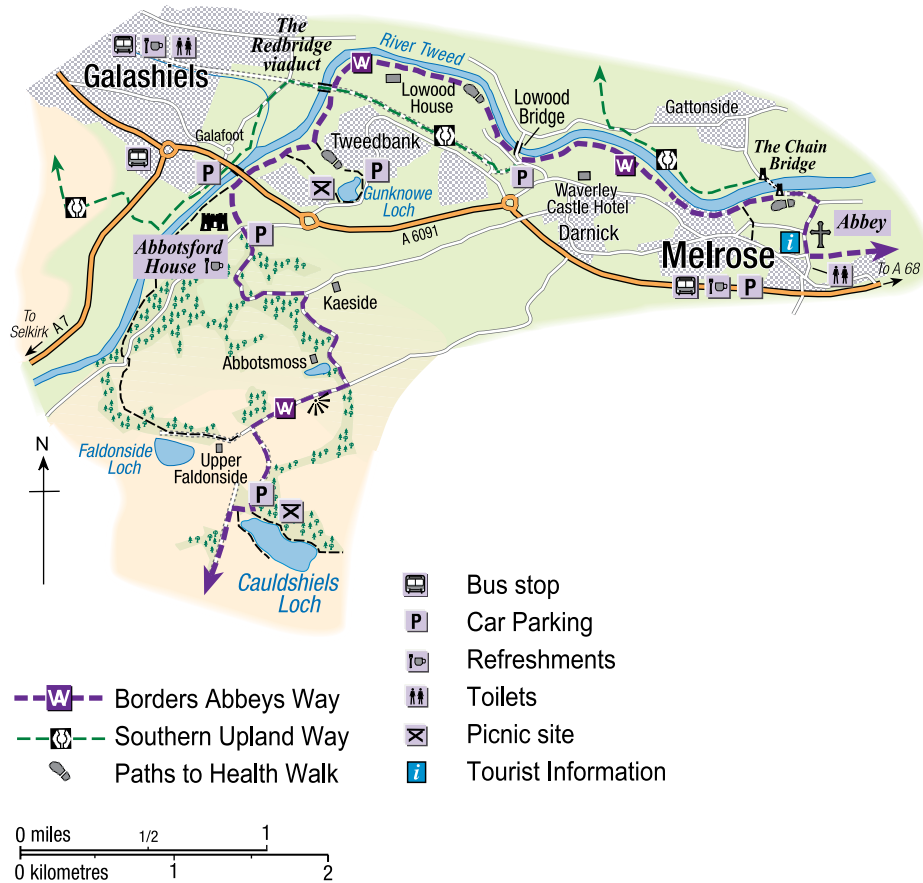 The
Redbridge
viaduct
River Tweed
Galashiels
Lowood
House
Lowood
Bridge
Gattonside
Galafoot
Tweedbank
The Chain
Bridge
P
P
P
Gunknowe
Loch
Waverley
Castle Hotel
Darnick
Abbotsford
House
P
A 6091
Melrose
i
Abbey
To A 68
P
Kaeside
To
Selkirk
A 7
Abbotsmoss
N
Faldonside
Loch
Upper
Faldonside
P
Cauldshiels
Loch
Bus stop
P Car Parking
Refreshments
Toilets
Picnic site
i Tourist Information
Borders Abbeys Way
Southern Upland Way
Paths to Health Walk
0 miles 1/2 1
0 kilometres 1 2